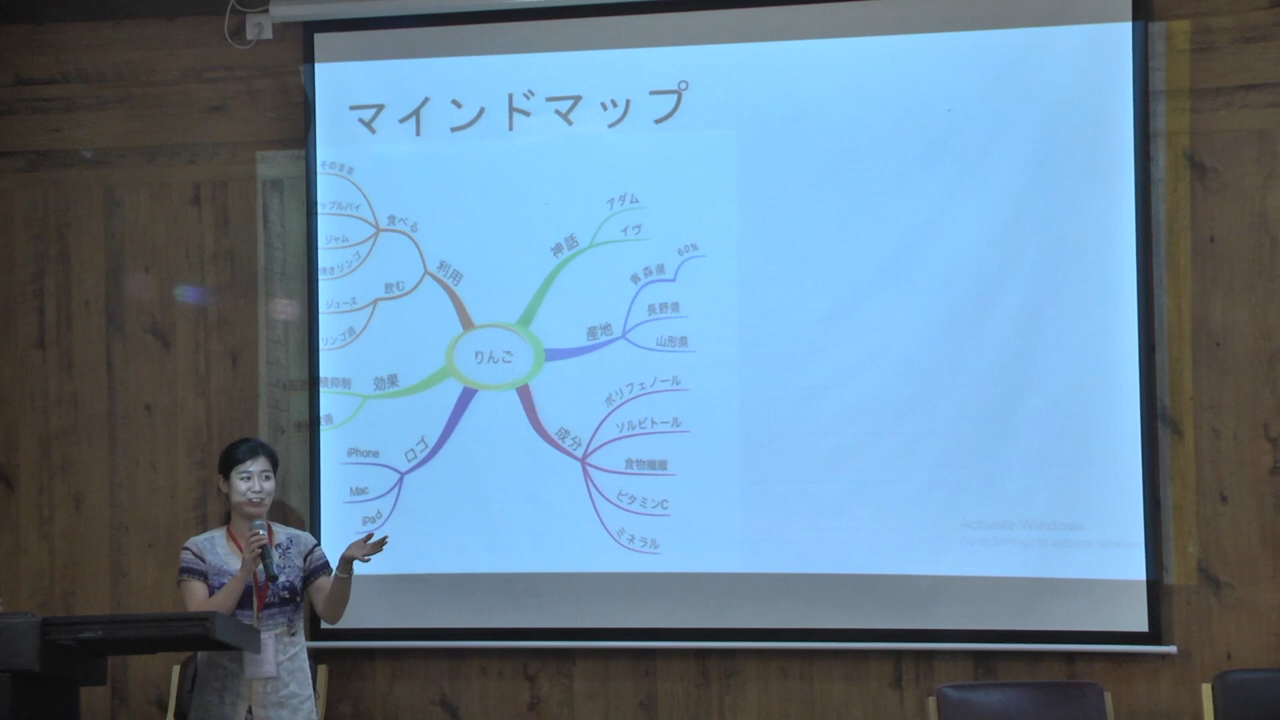 マインドマップ
そのまま
ップルパイ
ジャム
焼きリンゴ
食べる
飲む
ジュース
リンゴ酒
利用
効果
積抑制
改善
ロゴ
iPhone
Mac
iPad
りんご
神話
アダム
イヴ
産地
青森県
60%
長野県
山形県
成分
ポリフェノール
ソルビトール
食物繊維
ビタミンC
ミネラル
Activate Windows